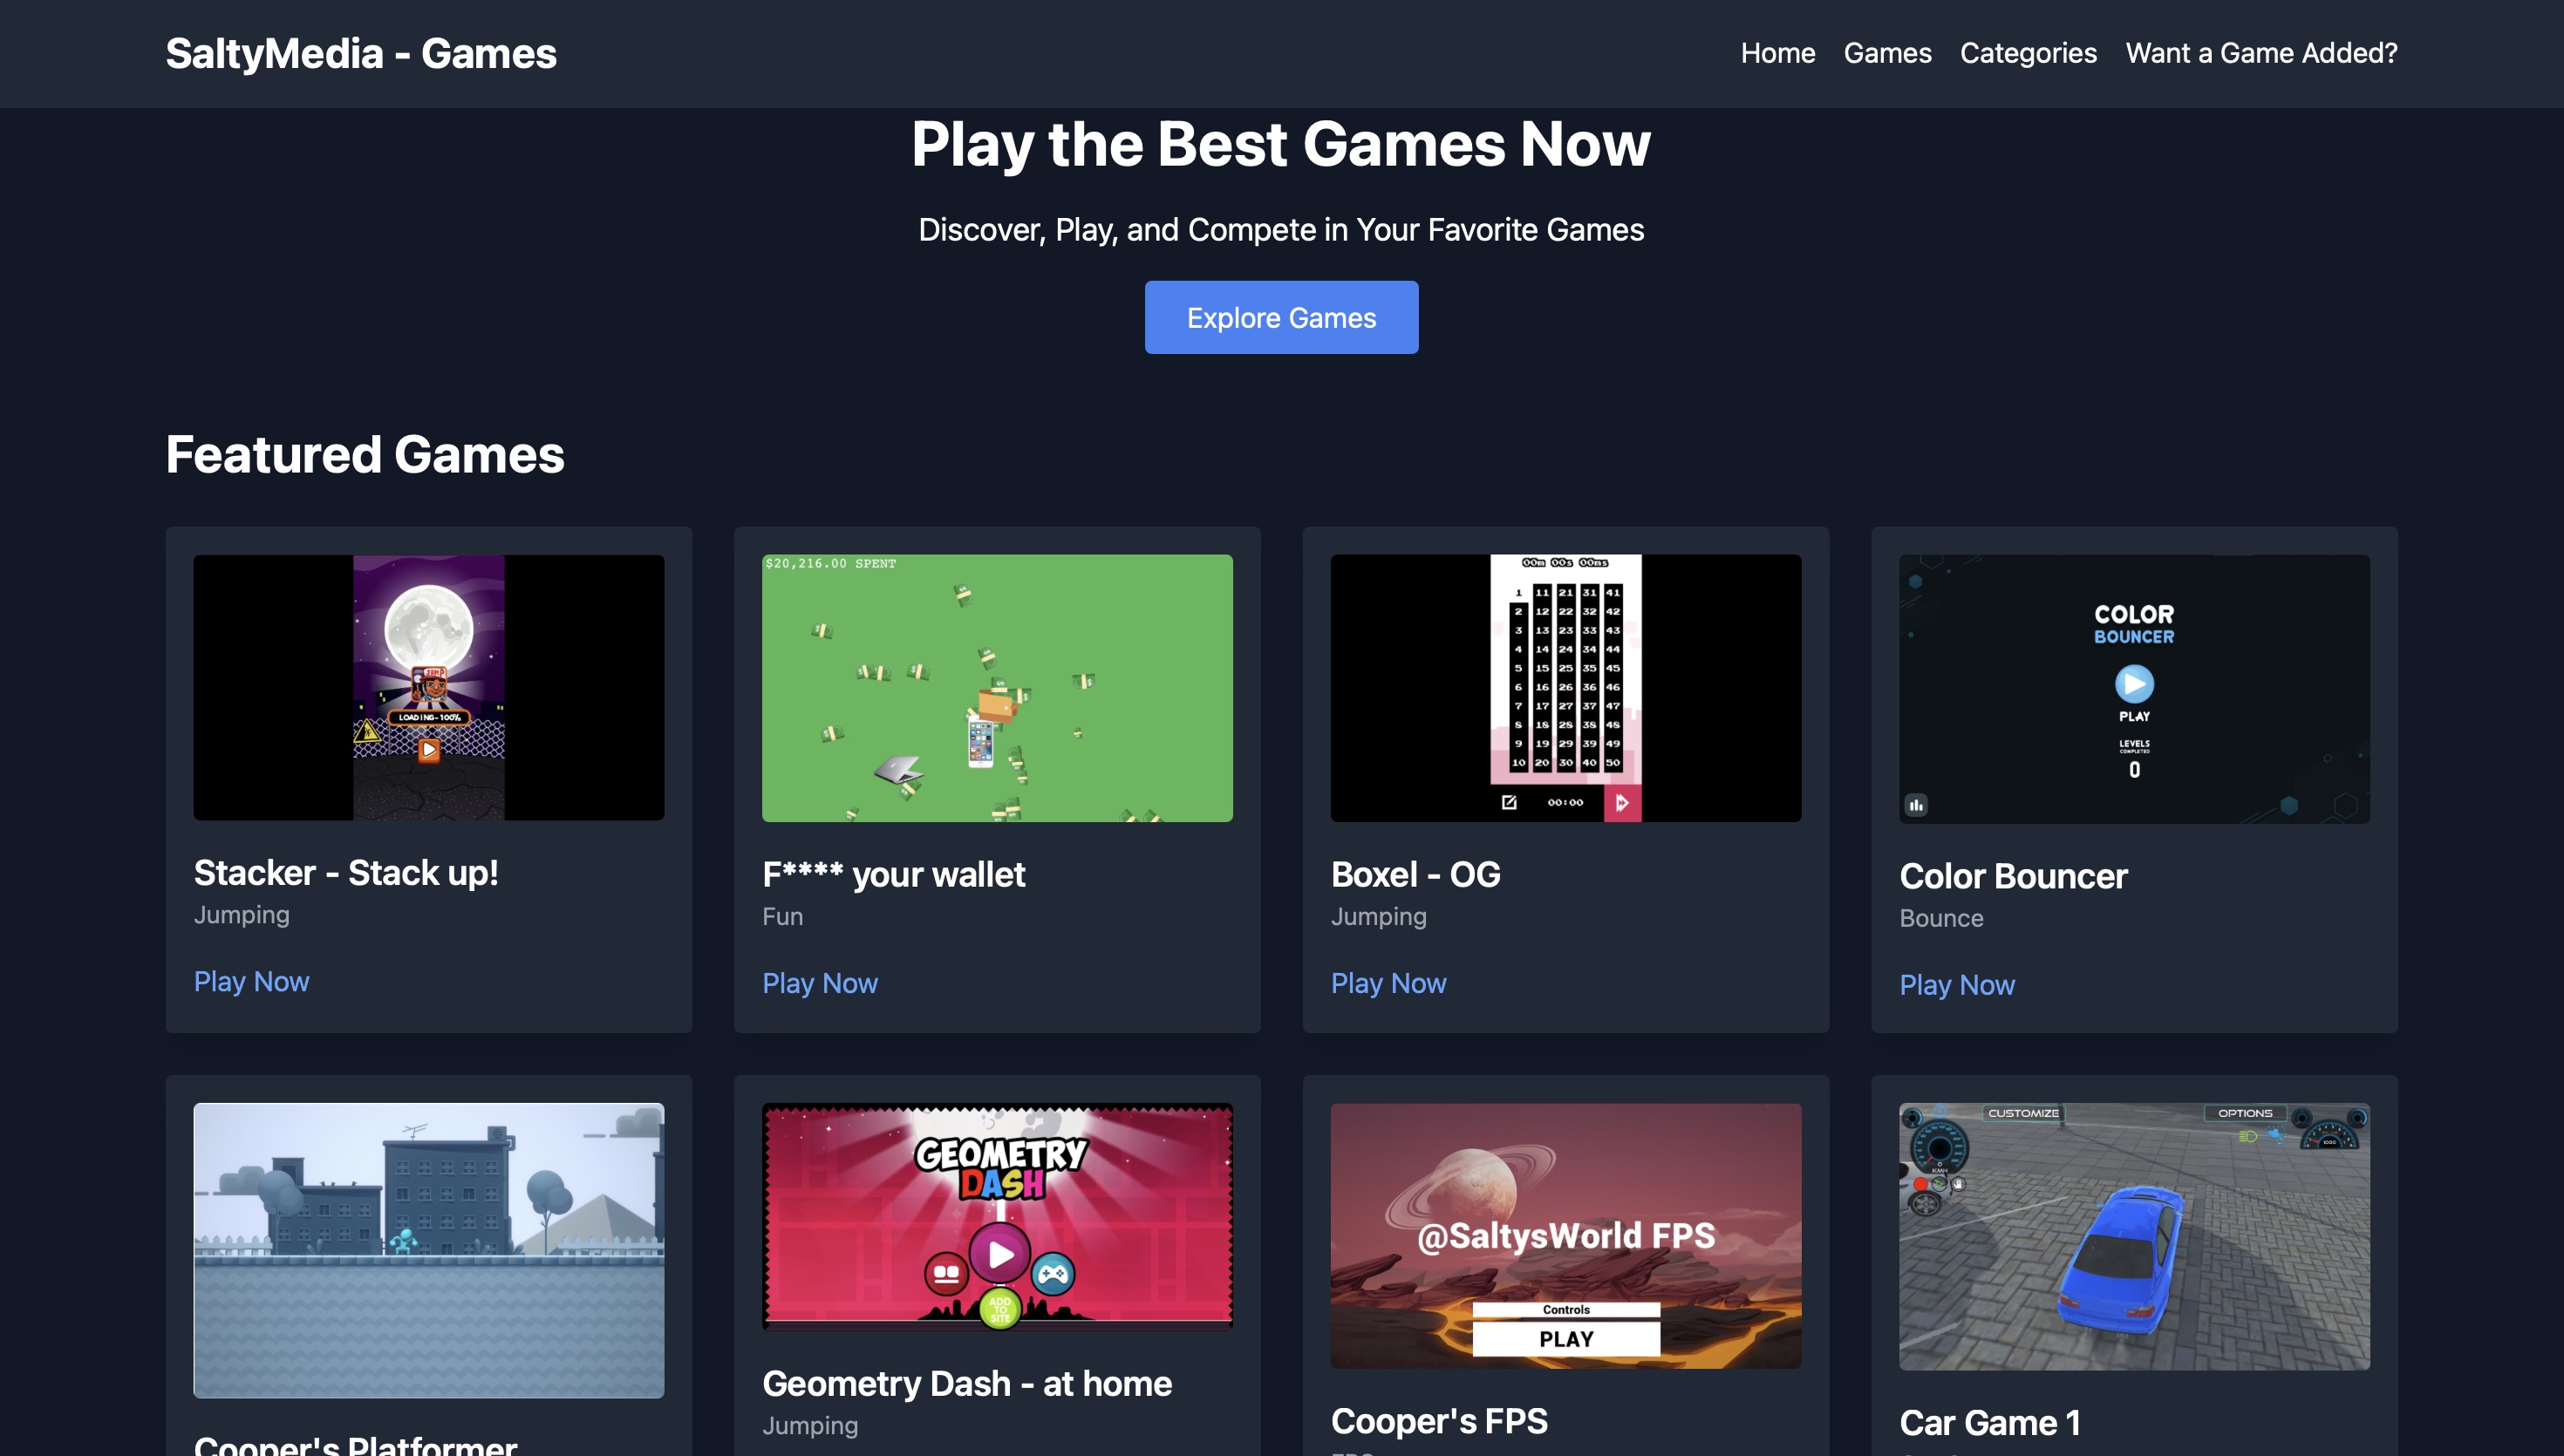 SaltyMedia - Games
Home Games Categories Want a Game Added?
Play the Best Games Now
Discover, Play, and Compete in Your Favorite Games
Explore Games
Featured Games
JUMP
LOADING-100%
Stacker - Stack up!
Jumping
Play Now
$20,216.00 SPENT
F**** your wallet
Fun
Play Now
00m 00s 00ms
1 11 21 31 41
2 12 22 32 42
3 13 23 33 43
4 14 24 34 44
5 15 25 35 45
6 16 26 36 46
7 17 27 37 47
8 18 28 38 48
9 19 29 39 49
10 20 30 40 50
00:00
Boxel - OG
Jumping
Play Now
COLOR
BOUNCER
PLAY
LEVELS
COMPLETED
0
Color Bouncer
Bounce
Play Now
Cooper's Platformer
GEOMETRY
DASH
ADD
TO
SITE
Geometry Dash - at home
Jumping
@SaltysWorld FPS
Controls
PLAY
Cooper's FPS
CUSTOMIZE
OPTIONS
0
KMH
1000
Car Game 1